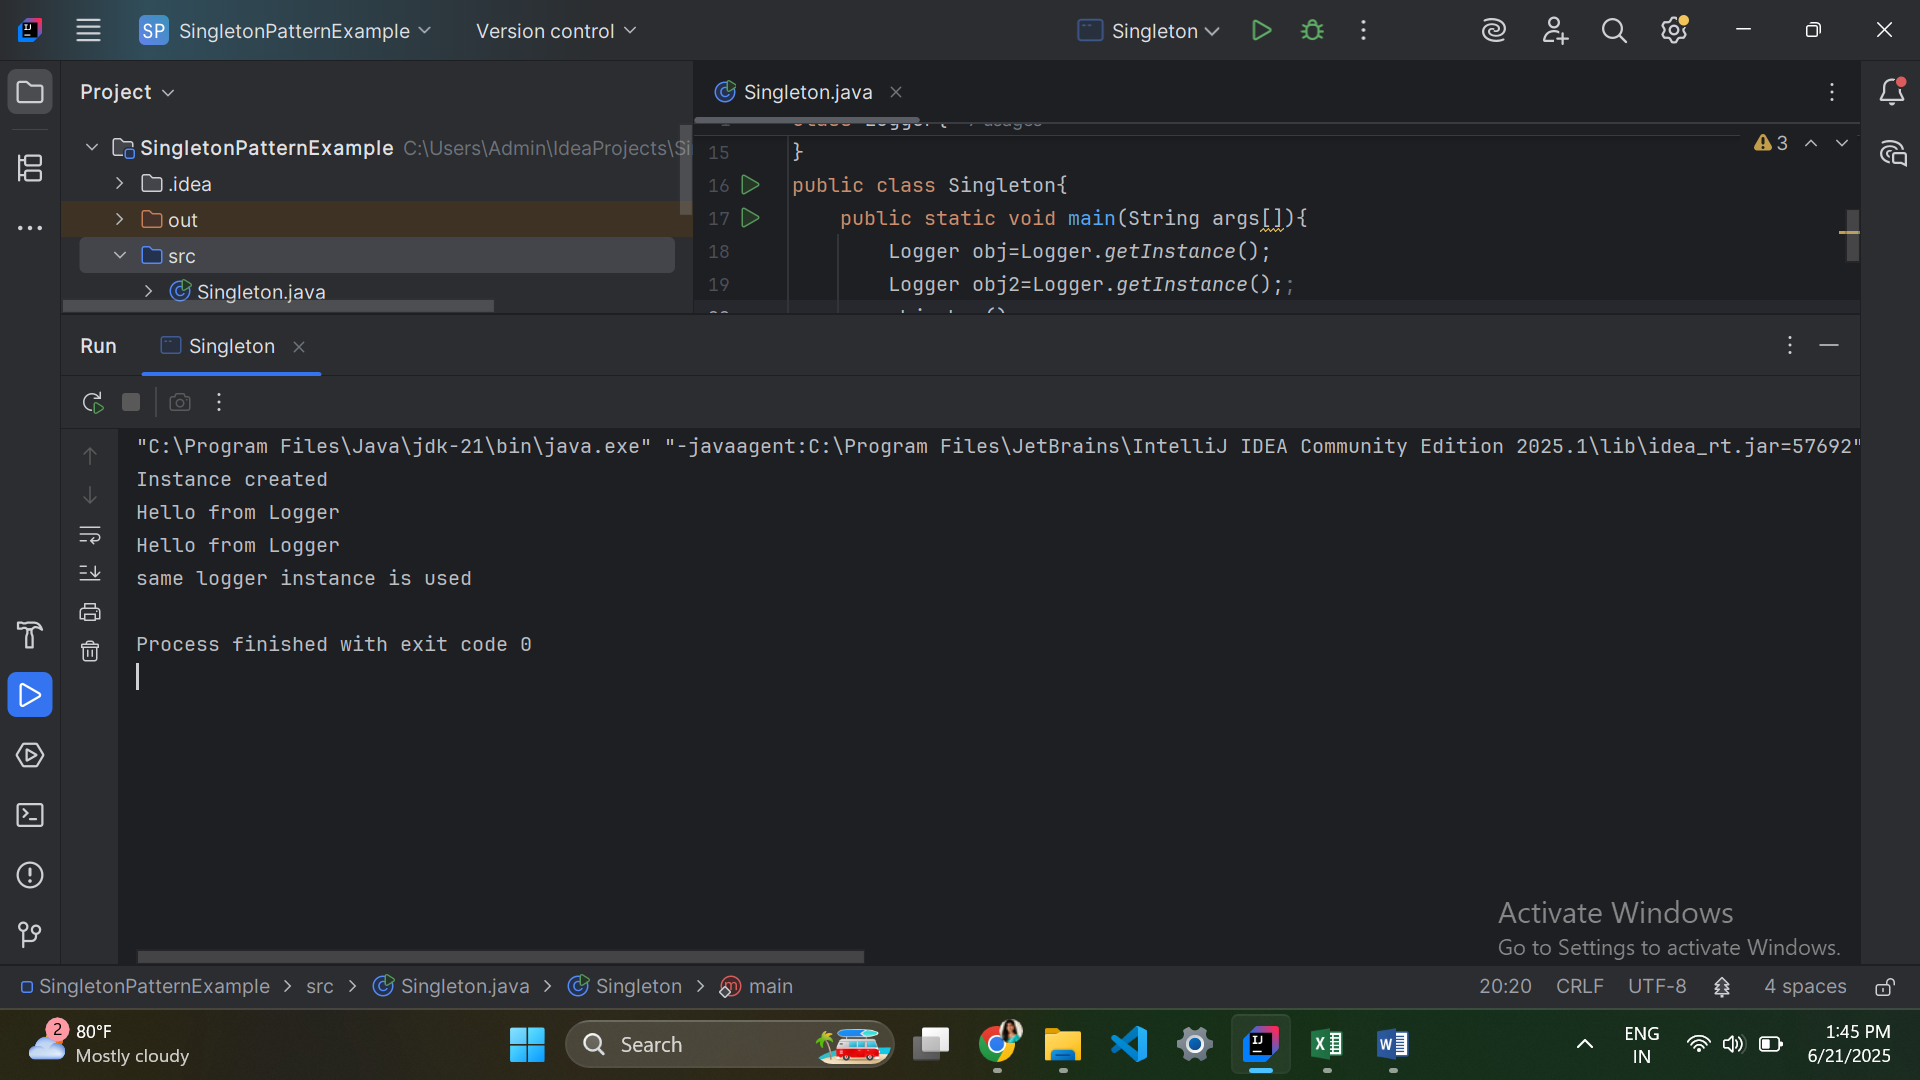 SP SingletonPatternExample Version control Singleton
Project
Singleton.java
SingletonPatternExample C:\Users\Admin\IdeaProjects\Si
.idea
out
src
Singleton.java
3
15 }
16 public class Singleton{
17 public static void main(String args[]){
18 Logger obj=Logger.getInstance();
19 Logger obj2=Logger.getInstance();;
Run Singleton
"C:\Program Files\Java\jdk-21\bin\java.exe" "-javaagent:C:\Program Files\JetBrains\IntelliJ IDEA Community Edition 2025.1\lib\idea_rt.jar=57692"
Instance created
Hello from Logger
Hello from Logger
same logger instance is used
Process finished with exit code 0
Activate Windows
Go to Settings to activate Windows.
SingletonPatternExample > src > Singleton.java > Singleton > main 20:20 CRLF UTF-8 4 spaces
2 80°F
Mostly cloudy
Search
ENG
IN
1:45 PM
6/21/2025